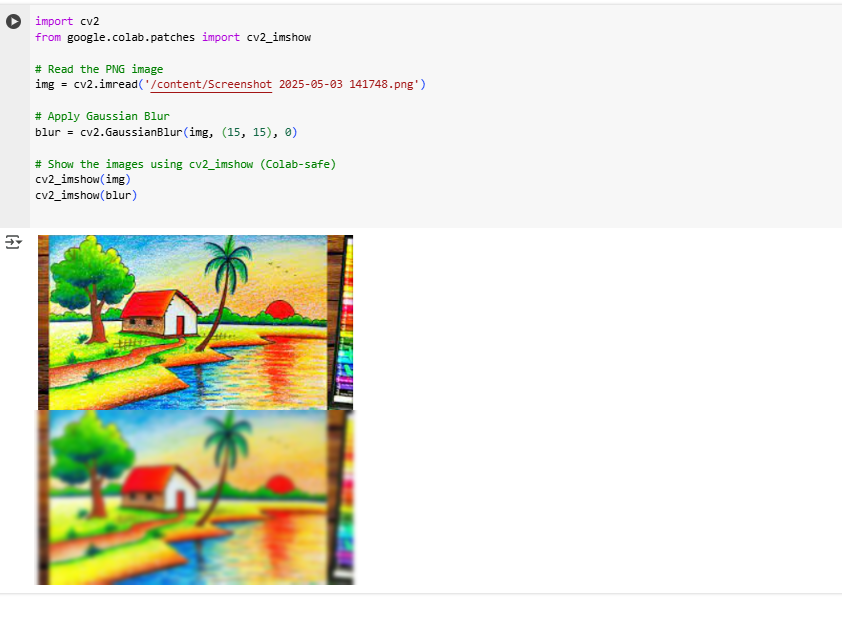 import cv2
from google.colab.patches import cv2_imshow
# Read the PNG image
img = cv2.imread('/content/Screenshot 2025-05-03 141748.png')
# Apply Gaussian Blur
blur = cv2.GaussianBlur(img, (15, 15), 0)
# Show the images using cv2_imshow (Colab-safe)
cv2_imshow(img)
cv2_imshow(blur)